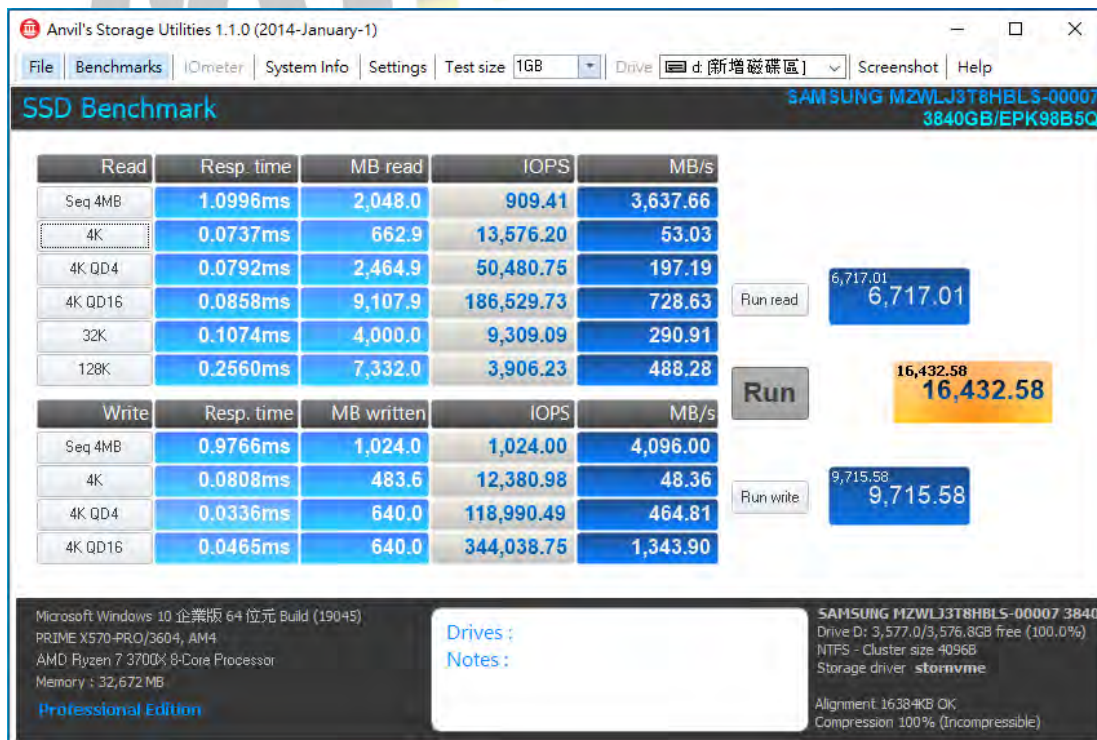 Anvil's Storage Utilities 1.1.0 (2014-January-1)
File Benchmarks IOmeter System Info Settings Test size 1GB Drive d: [新增磁碟區] Screenshot Help
SSD Benchmark
SAMSUNG MZWLJ3T8HBLS-00007
3840GB/EPK98B5Q
Read Resp. time MB read IOPS MB/s
Seq 4MB 1.0996ms 2,048.0 909.41 3,637.66
4K 0.0737ms 662.9 13,576.20 53.03
4K QD4 0.0792ms 2,464.9 50,480.75 197.19
4K QD16 0.0858ms 9,107.9 186,529.73 728.63
32K 0.1074ms 4,000.0 9,309.09 290.91
128K 0.2560ms 7,332.0 3,906.23 488.28
Run read
6,717.01
6,717.01
Run
16,432.58
16,432.58
Write Resp. time MB written IOPS MB/s
Seq 4MB 0.9766ms 1,024.0 1,024.00 4,096.00
4K 0.0808ms 483.6 12,380.98 48.36
4K QD4 0.0336ms 640.0 118,990.49 464.81
4K QD16 0.0465ms 640.0 344,038.75 1,343.90
Run write
9,715.58
9,715.58
Microsoft Windows 10 企業版 64 位元 Build (19045)
PRIME X570-PRO/3604, AM4
AMD Ryzen 7 3700X 8-Core Processor
Memory : 32,672 MB
Professional Edition
Drives :
Notes :
SAMSUNG MZWLJ3T8HBLS-00007 3840
Drive D: 3,577.0/3,576.8GB free (100.0%)
NTFS - Cluster size 4096B
Storage driver stornvme
Alignment 16384KB OK
Compression 100% (Incompressible)